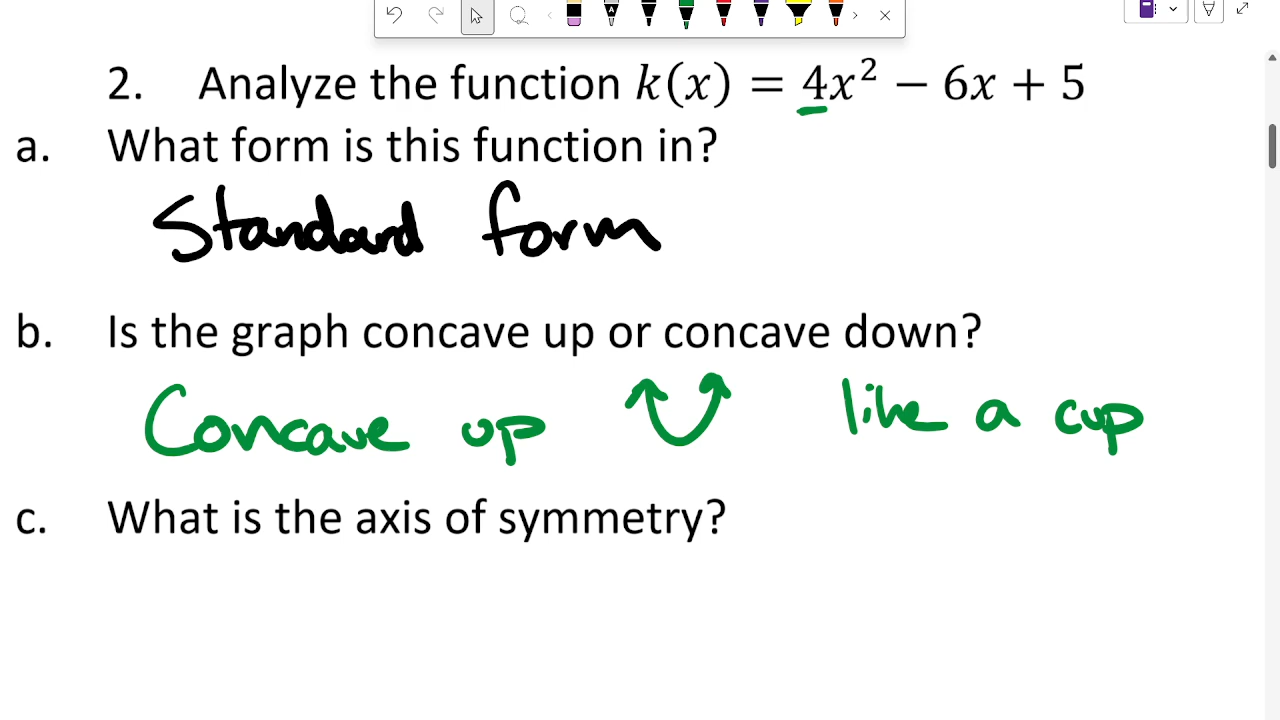 2. Analyze the function k(x) = 4x² − 6x + 5
a. What form is this function in?
Standard form
b. Is the graph concave up or concave down?
Concave up like a cup
c. What is the axis of symmetry?